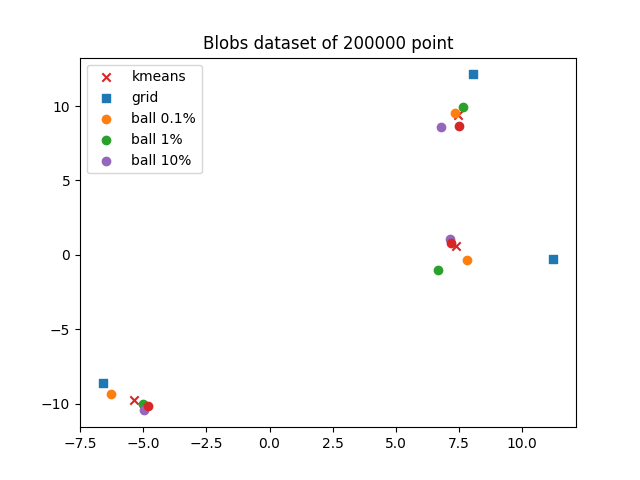 Blobs dataset of 200000 point
kmeans
grid
ball 0.1%
ball 1%
ball 10%
10
5
0
−5
−10
−7.5 −5.0 −2.5 0.0 2.5 5.0 7.5 10.0